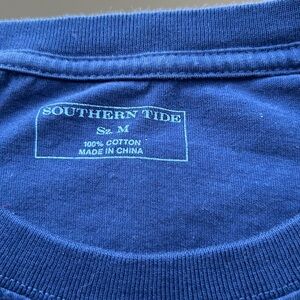 SOUTHERN TIDE
Sz. M
100% COTTON
MADE IN CHINA